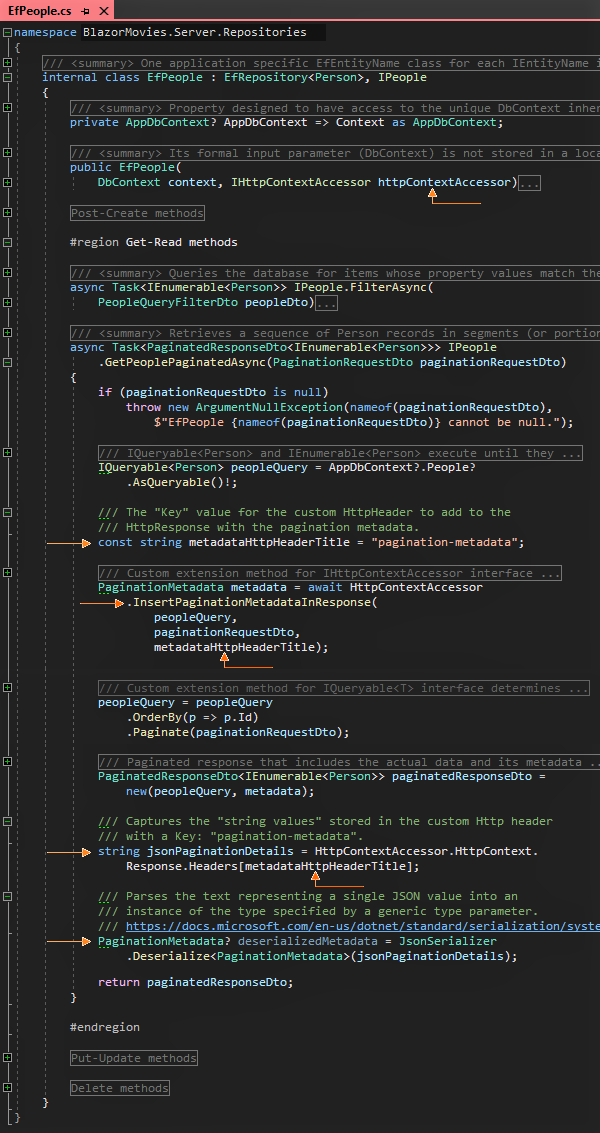 EfPeople.cs
namespace BlazorMovies.Server.Repositories
{
/// <summary> One application specific EfEntityName class for each IEntityName i
internal class EfPeople : EfRepository<Person>, IPeople
{
/// <summary> Property designed to have access to the unique DbContext inher
private AppDbContext? AppDbContext => Context as AppDbContext;
/// <summary> Its formal input parameter (DbContext) is not stored in a loca
public EfPeople(
DbContext context, IHttpContextAccessor httpContextAccessor)...
Post-Create methods
#region Get-Read methods
/// <summary> Queries the database for items whose property values match the
async Task<IEnumerable<Person>> IPeople.FilterAsync(
PeopleQueryFilterDto peopleDto)...
/// <summary> Retrieves a sequence of Person records in segments (or portion
async Task<PaginatedResponseDto<IEnumerable<Person>>> IPeople
.GetPeoplePaginatedAsync(PaginationRequestDto paginationRequestDto)
{
if (paginationRequestDto is null)
throw new ArgumentNullException(nameof(paginationRequestDto),
$"EfPeople {nameof(paginationRequestDto)} cannot be null.");
/// IQueryable<Person> and IEnumerable<Person> execute until they ...
IQueryable<Person> peopleQuery = AppDbContext?.People?
.AsQueryable()!;
/// The "Key" value for the custom HttpHeader to add to the
/// HttpResponse with the pagination metadata.
const string metadataHttpHeaderTitle = "pagination-metadata";
/// Custom extension method for IHttpContextAccessor interface ...
PaginationMetadata metadata = await HttpContextAccessor
.InsertPaginationMetadataInResponse(
peopleQuery,
paginationRequestDto,
metadataHttpHeaderTitle);
/// Custom extension method for IQueryable<T> interface determines ...
peopleQuery = peopleQuery
.OrderBy(p => p.Id)
.Paginate(paginationRequestDto);
/// Paginated response that includes the actual data and its metadata ..
PaginatedResponseDto<IEnumerable<Person>> paginatedResponseDto =
new(peopleQuery, metadata);
/// Captures the "string values" stored in the custom Http header
/// with a Key: "pagination-metadata".
string jsonPaginationDetails = HttpContextAccessor.HttpContext.
Response.Headers[metadataHttpHeaderTitle];
/// Parses the text representing a single JSON value into an
/// instance of the type specified by a generic type parameter.
/// https://docs.microsoft.com/en-us/dotnet/standard/serialization/syste
PaginationMetadata? deserializedMetadata = JsonSerializer
.Deserialize<PaginationMetadata>(jsonPaginationDetails);
return paginatedResponseDto;
}
#endregion
Put-Update methods
Delete methods
}
}